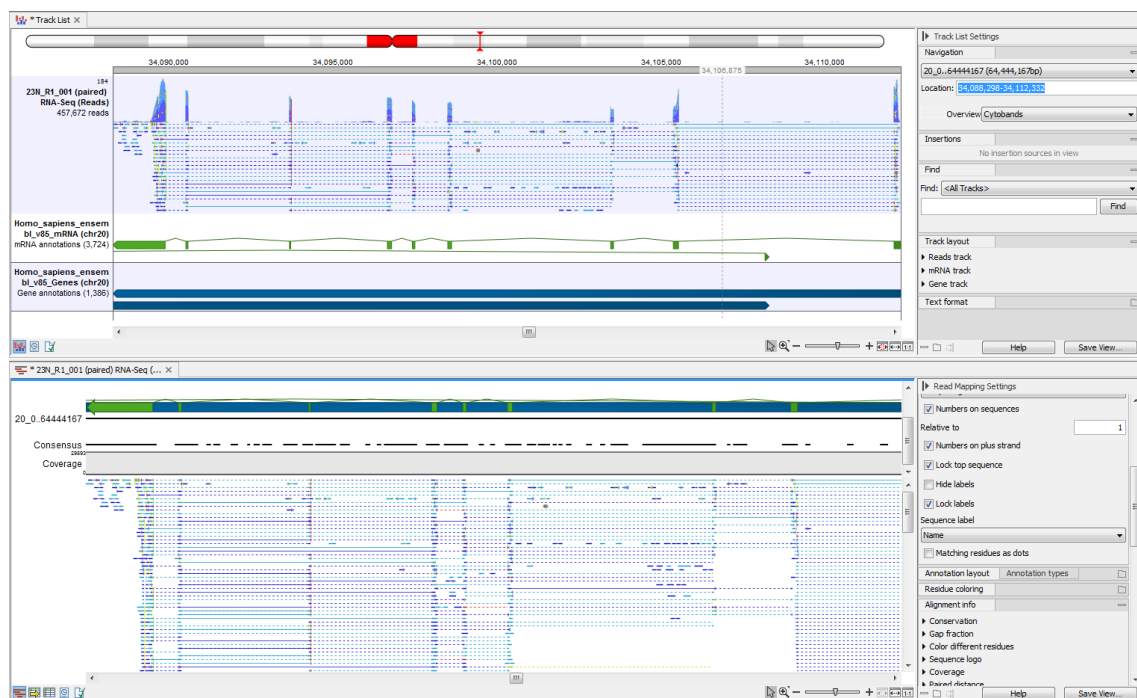 * Track List
34,090,000 34,095,000 34,100,000 34,105,000 34,106,875 34,110,000
194
23N_R1_001 (paired)
RNA-Seq (Reads)
457,672 reads
Homo_sapiens_ensem
bl_v85_mRNA (chr20)
mRNA annotations (3,724)
Homo_sapiens_ensem
bl_v85_Genes (chr20)
Gene annotations (1,386)
Track List Settings
Navigation
20_0..64444167 (64,444,167bp)
Location: 34,088,298-34,112,332
Overview Cytobands
Insertions
No insertion sources in view
Find
Find: <All Tracks>
Find
Track layout
Reads track
mRNA track
Gene track
Text format
Help Save View...
* 23N_R1_001 (paired) RNA-Seq (...
20_0..64444167
Consensus
29693
Coverage
0
Read Mapping Settings
Numbers on sequences
Relative to 1
Numbers on plus strand
Lock top sequence
Hide labels
Lock labels
Sequence label
Name
Matching residues as dots
Annotation layout Annotation types
Residue coloring
Alignment info
Conservation
Gap fraction
Color different residues
Sequence logo
Coverage
Paired distance
Help Save View...